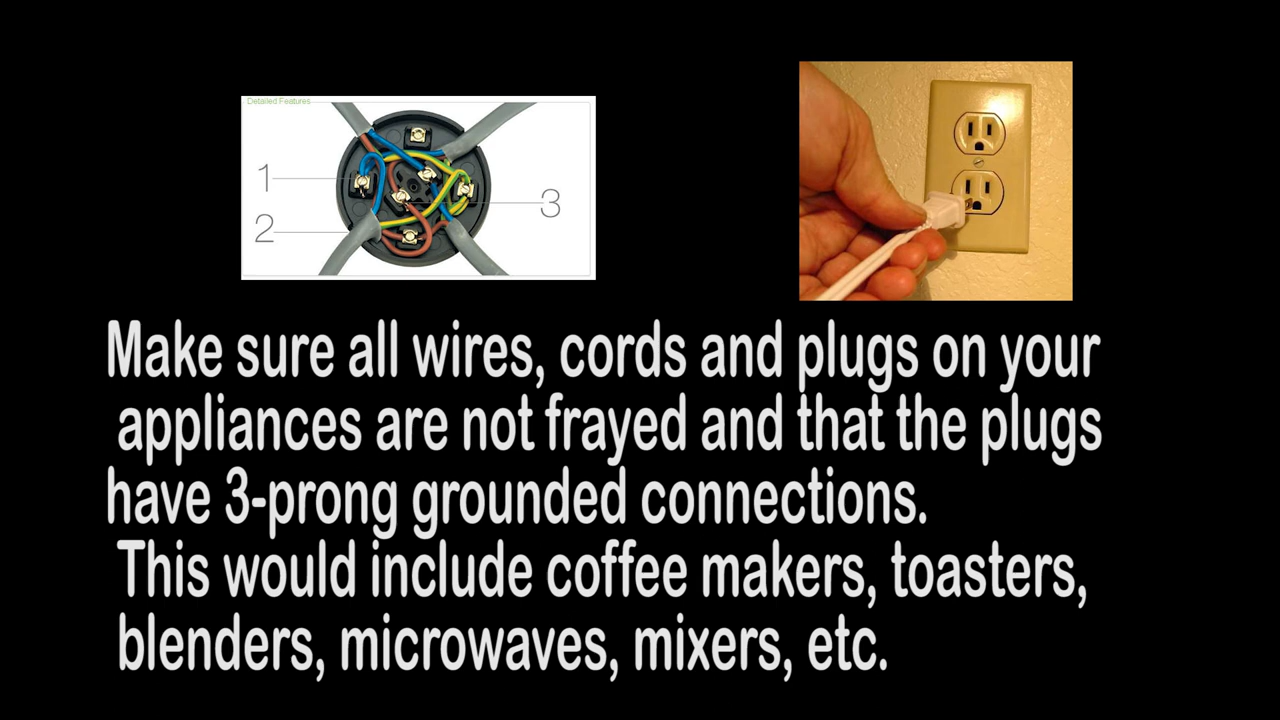 Detailed Features
1
2
3
Make sure all wires, cords and plugs on your
appliances are not frayed and that the plugs
have 3-prong grounded connections.
This would include coffee makers, toasters,
blenders, microwaves, mixers, etc.